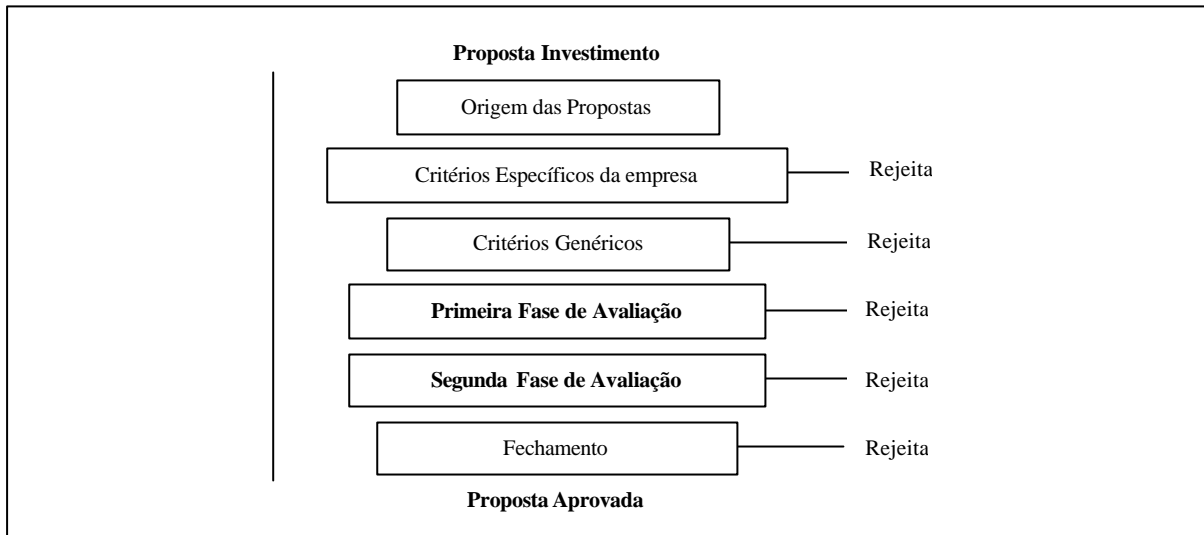 Proposta Investimento
Origem das Propostas
Critérios Específicos da empresa
Rejeita
Critérios Genéricos
Rejeita
Primeira Fase de Avaliação
Rejeita
Segunda Fase de Avaliação
Rejeita
Fechamento
Rejeita
Proposta Aprovada